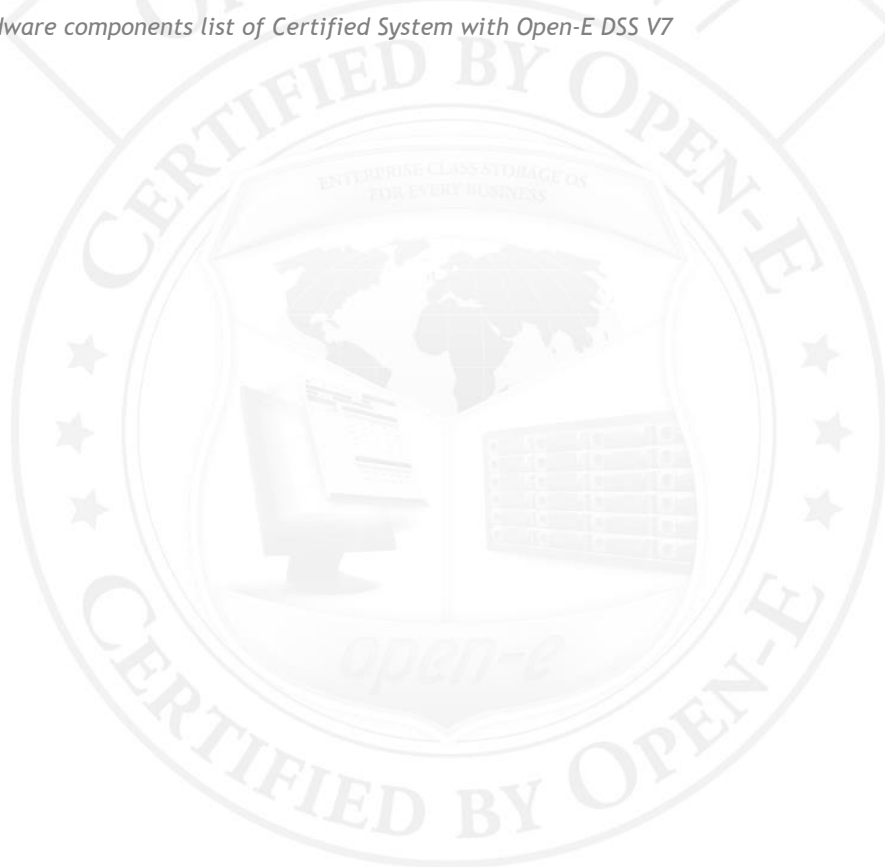 dware components list of Certified System with Open-E DSS V7
CERTIFIED BY OPEN-E
ENTERPRISE CLASS STORAGE OS
FOR EVERY BUSINESS
open-e
CERTIFIED BY OPEN-E